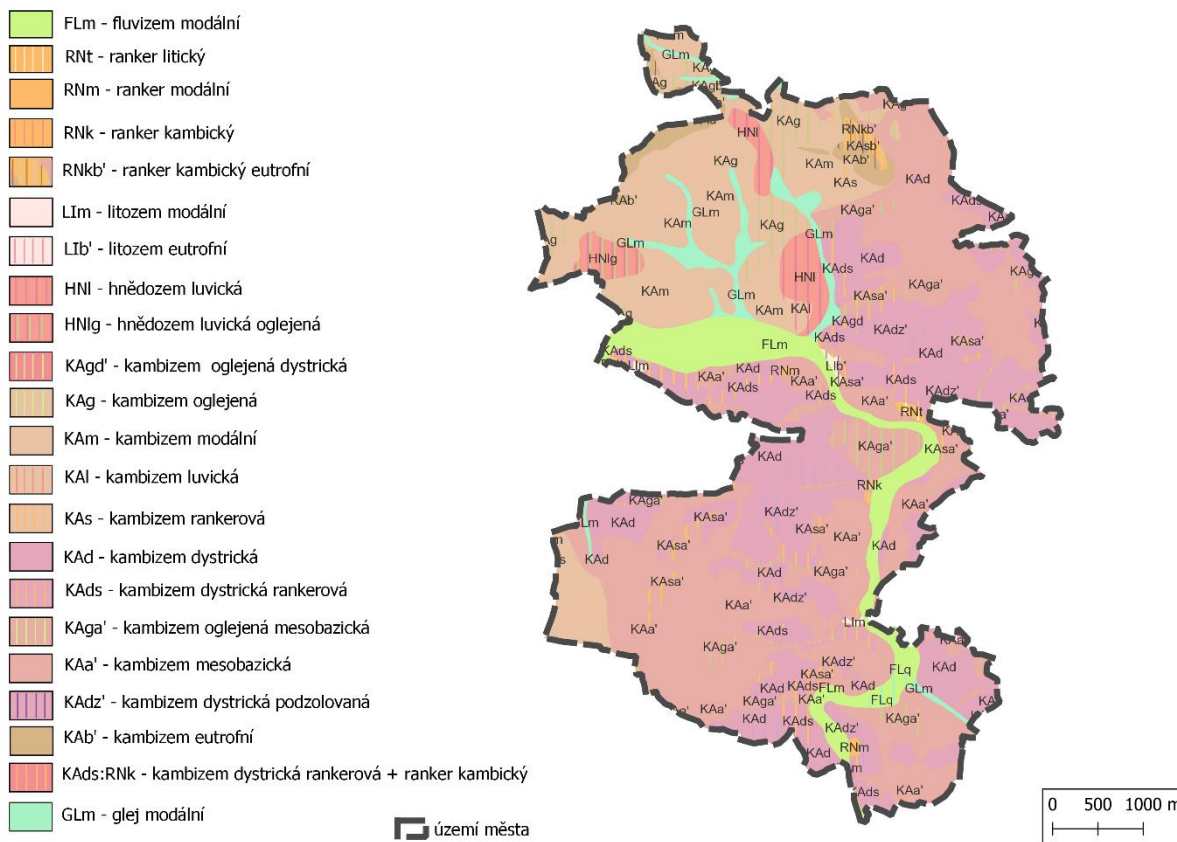 FLm - fluvizem modální
RNt - ranker litický
RNm - ranker modální
RNk - ranker kambický
RNkb' - ranker kambický eutrofní
LIm - litozem modální
LIb' - litozem eutrofní
HNl - hnědozem luvická
HNlg - hnědozem luvická oglejená
KAgd' - kambizem oglejená dystrická
KAg - kambizem oglejená
KAm - kambizem modální
KAl - kambizem luvická
KAs - kambizem rankerová
KAd - kambizem dystrická
KAds - kambizem dystrická rankerová
KAga' - kambizem oglejená mesobazická
KAa' - kambizem mesobazická
KAdz' - kambizem dystrická podzolovaná
KAb' - kambizem eutrofní
KAds:RNk - kambizem dystrická rankerová + ranker kambický
GLm - glej modální
území města
GLm
HNl
KAg
RNkb'
KAsb'
KAg
KAm
KAb'
KAd
KAs
KAb'
KAm
GLm
KAga'
KAds
KAm
KAg
GLm
GLm
HNlg
KAd
KAds
HNl
KAg
KAga'
KAm
GLm
KAsa'
KAm
KAl
KAgd
KAdz'
FLm
KAds
KAsa'
KAds
KAd
LIm
KAd
RNm
LIb'
KAa'
KAa'
KAsa'
KAds
KAds
KAds
KAa'
KAdz'
RNt
KAga'
KAsa'
KAd
RNk
KAga'
KAsa'
KAdz'
KAa'
KAd
KAsa'
KAa'
KAd
KAsa'
KAd
KAd
KAga'
KAsa'
KAa'
KAdz'
KAa'
KAds
LIm
KAga'
KAdz'
FLq
KAd
KAsa'
KAd
KAds
FLm
KAd
GLm
KAga'
KAa'
FLq
KAa'
KAd
KAds
KAga'
KAdz'
KAd
RNm
KAa'
0 500 1000 m